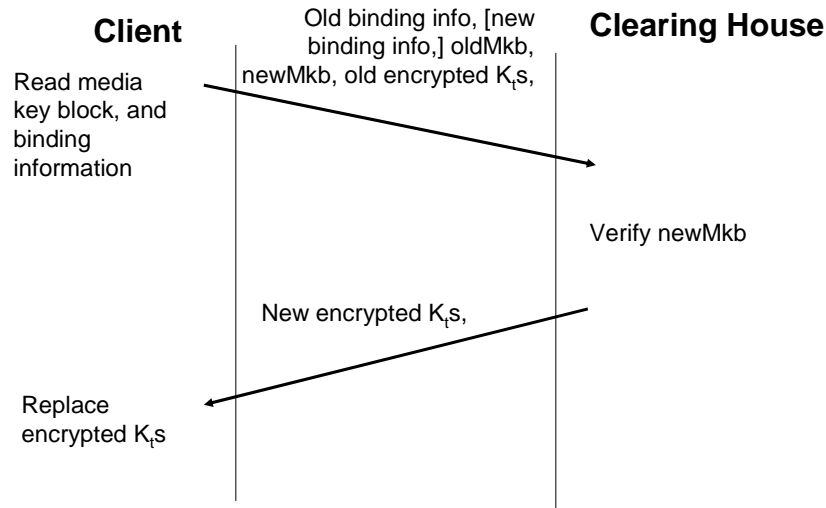 Client
Old binding info, [new
binding info,] oldMkb,
newMkb, old encrypted Kₜs,
Clearing House
Read media
key block, and
binding
information
Verify newMkb
New encrypted Kₜs,
Replace
encrypted Kₜs